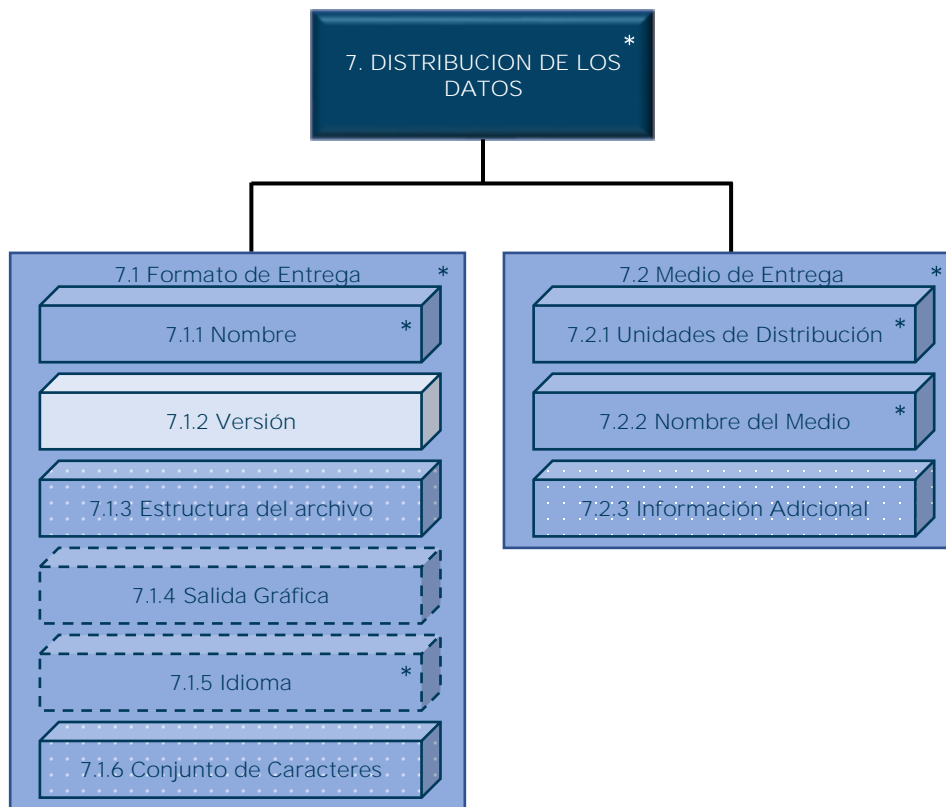 7. DISTRIBUCION DE LOS *
DATOS
7.1 Formato de Entrega *
7.1.1 Nombre *
7.1.2 Versión
7.1.3 Estructura del archivo
7.1.4 Salida Gráfica
7.1.5 Idioma *
7.1.6 Conjunto de Caracteres
7.2 Medio de Entrega *
7.2.1 Unidades de Distribución *
7.2.2 Nombre del Medio *
7.2.3 Información Adicional